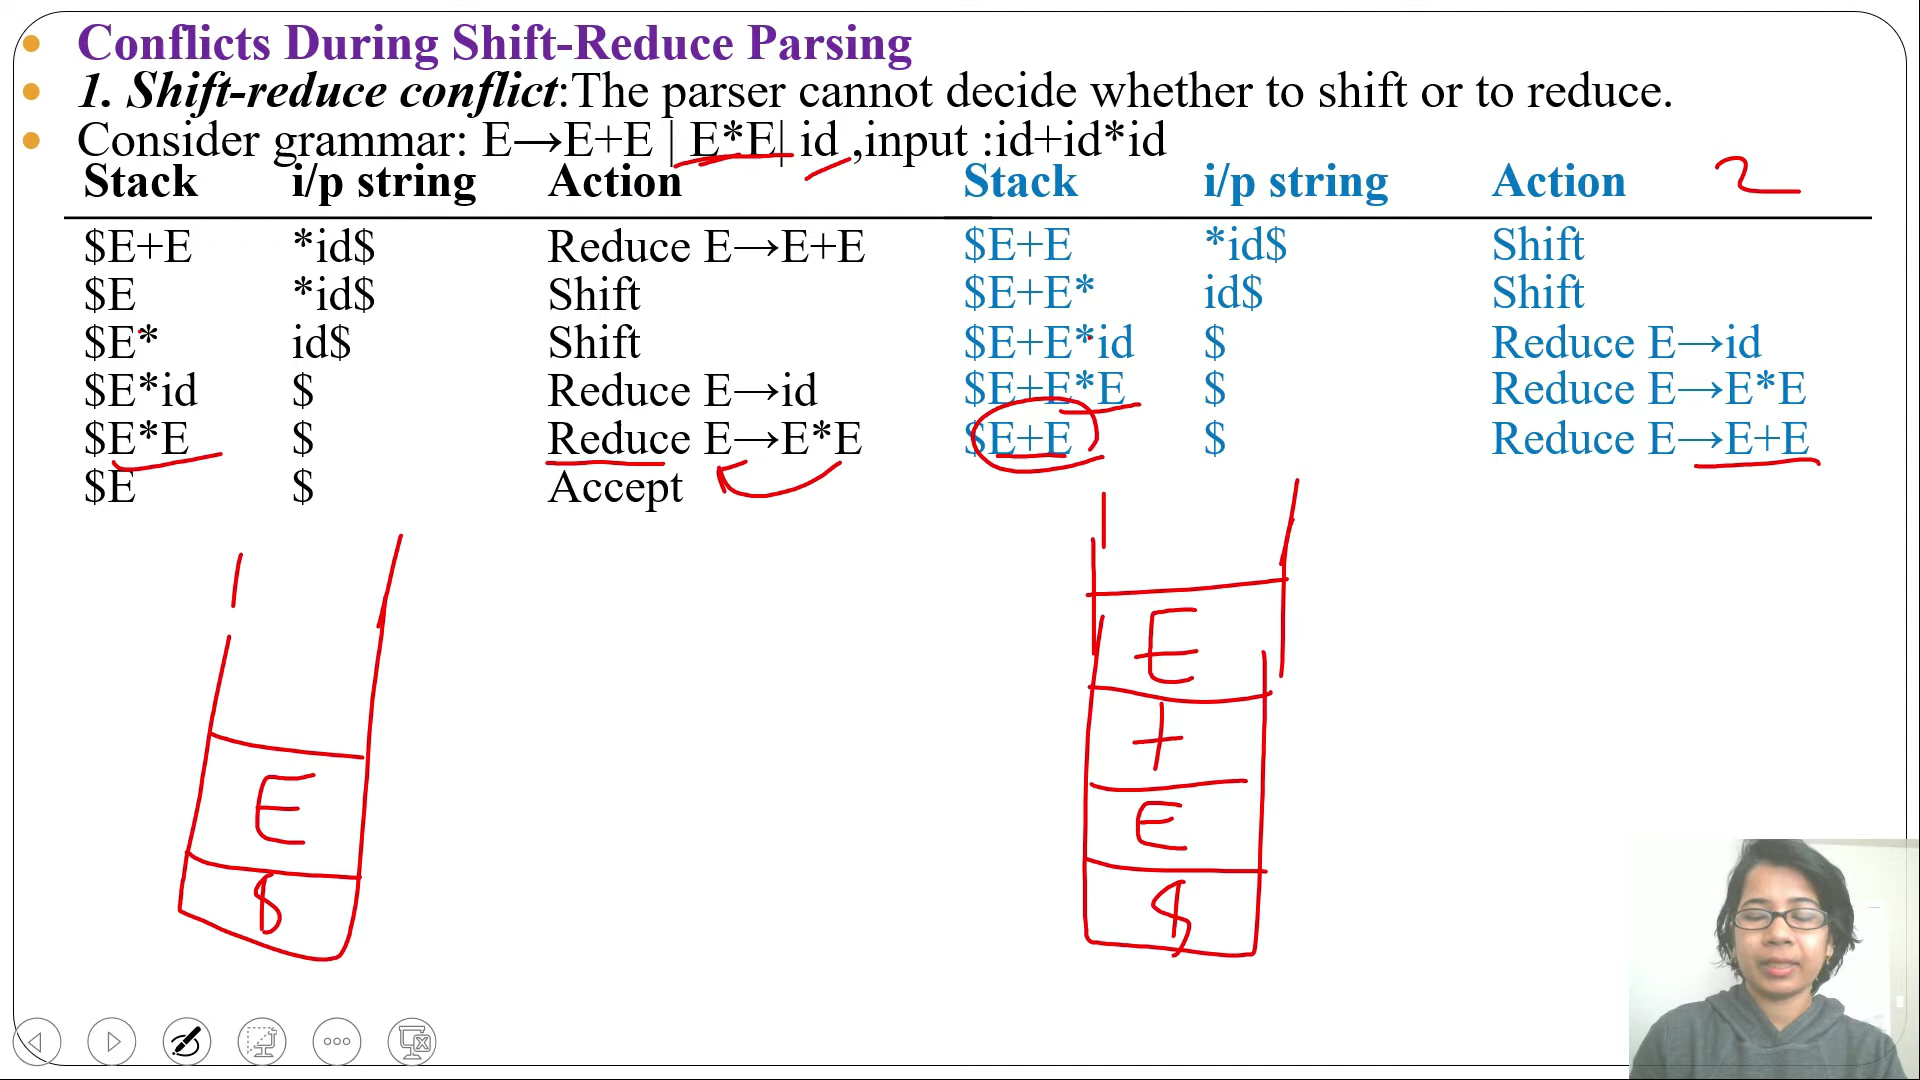 Conflicts During Shift-Reduce Parsing
1. Shift-reduce conflict:The parser cannot decide whether to shift or to reduce.
Consider grammar: E→E+E | E*E| id ,input :id+id*id
Stack i/p string Action Stack i/p string Action 2
$E+E *id$ Reduce E→E+E $E+E *id$ Shift
$E *id$ Shift $E+E* id$ Shift
$E* id$ Shift $E+E*id $ Reduce E→id
$E*id $ Reduce E→id $E+E*E $ Reduce E→E*E
$E*E $ Reduce E→E*E $E+E $ Reduce E→E+E
$E $ Accept
E
$
E
+
E
$